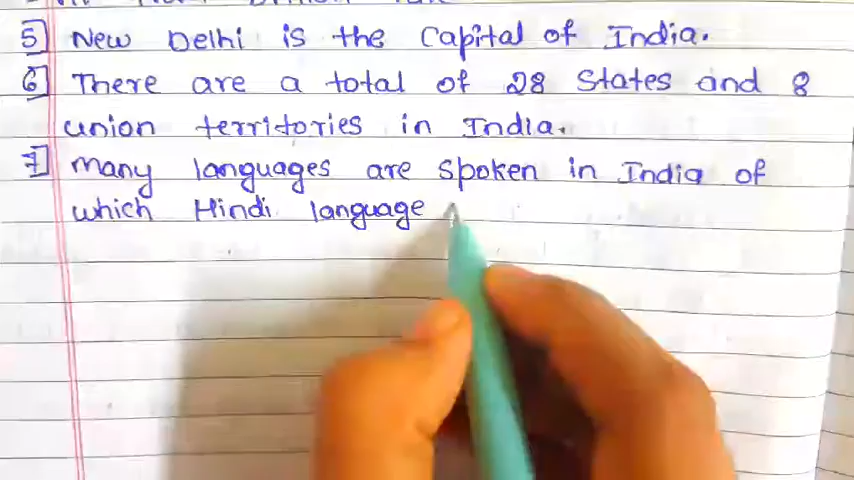 5 New Delhi is the Capital of India.
6 There are a total of 28 States and 8
union territories in India.
7 Many languages are spoken in India of
which Hindi language